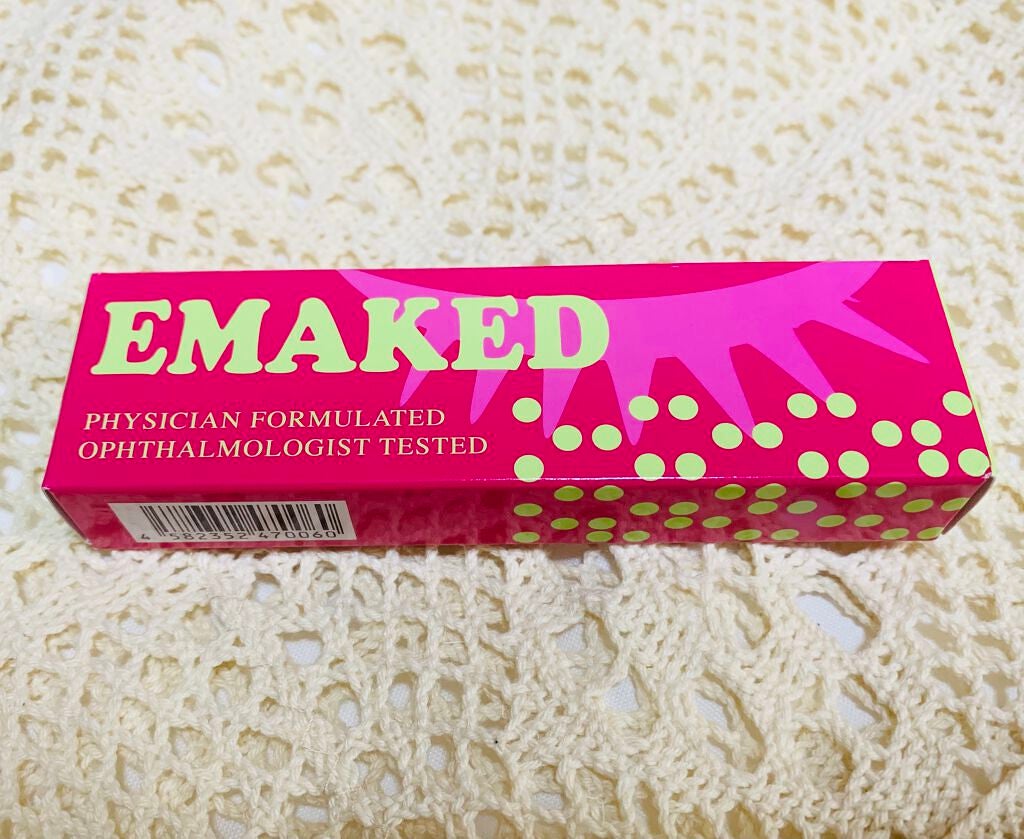 EMAKED
PHYSICIAN FORMULATED
OPHTHALMOLOGIST TESTED
4 582352 470060